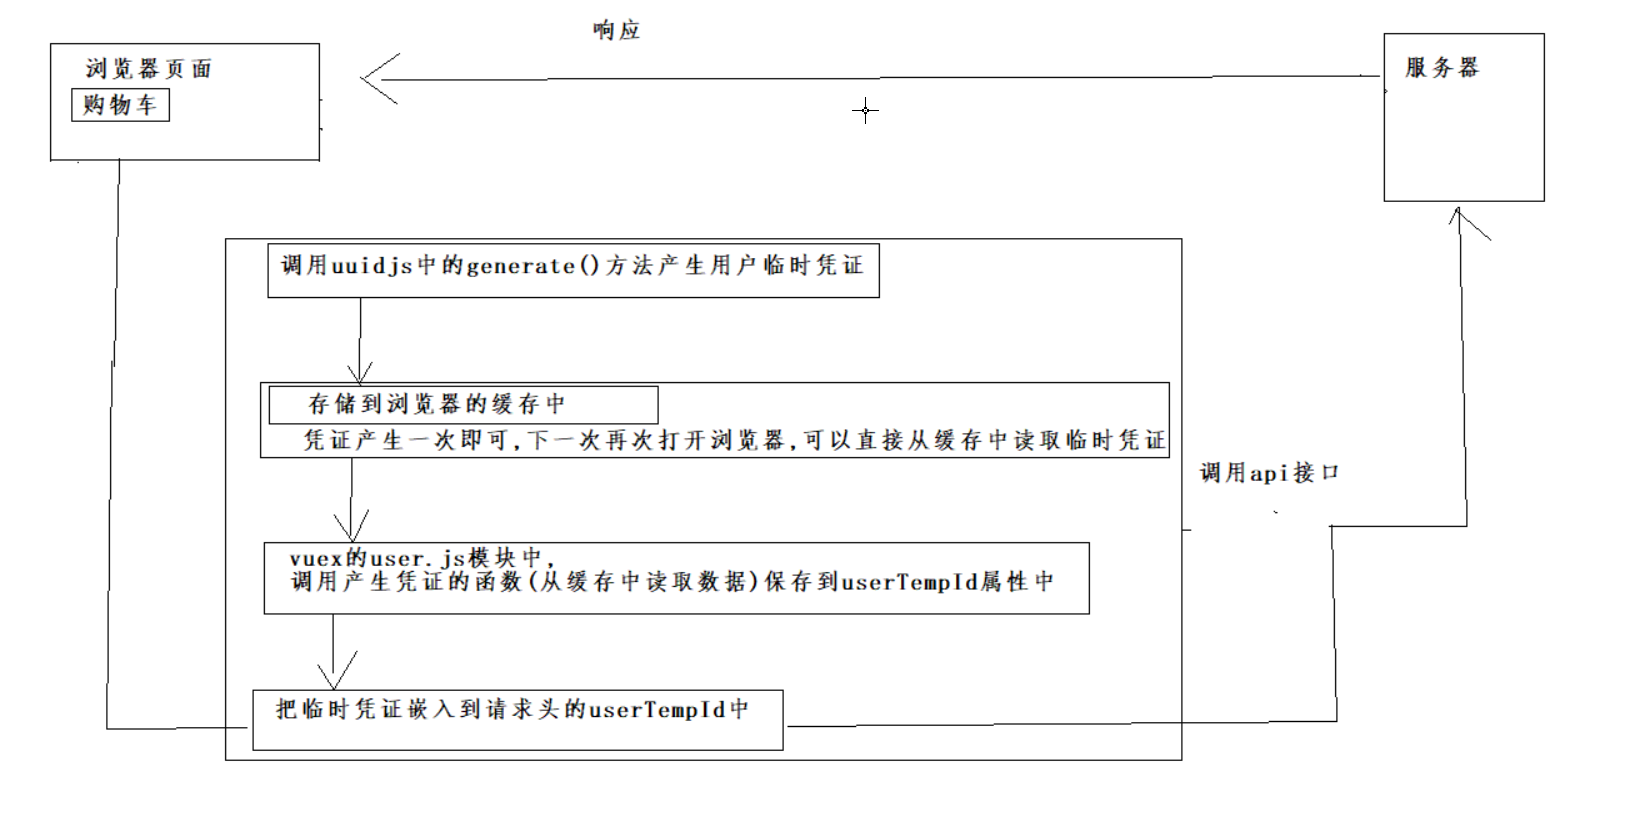 响应
浏览器页面
购物车
服务器
调用uuidjs中的generate()方法产生用户临时凭证
存储到浏览器的缓存中
凭证产生一次即可,下一次再次打开浏览器,可以直接从缓存中读取临时凭证
调用api接口
vuex的user.js模块中,
调用产生凭证的函数(从缓存中读取数据)保存到userTempId属性中
把临时凭证嵌入到请求头的userTempId中